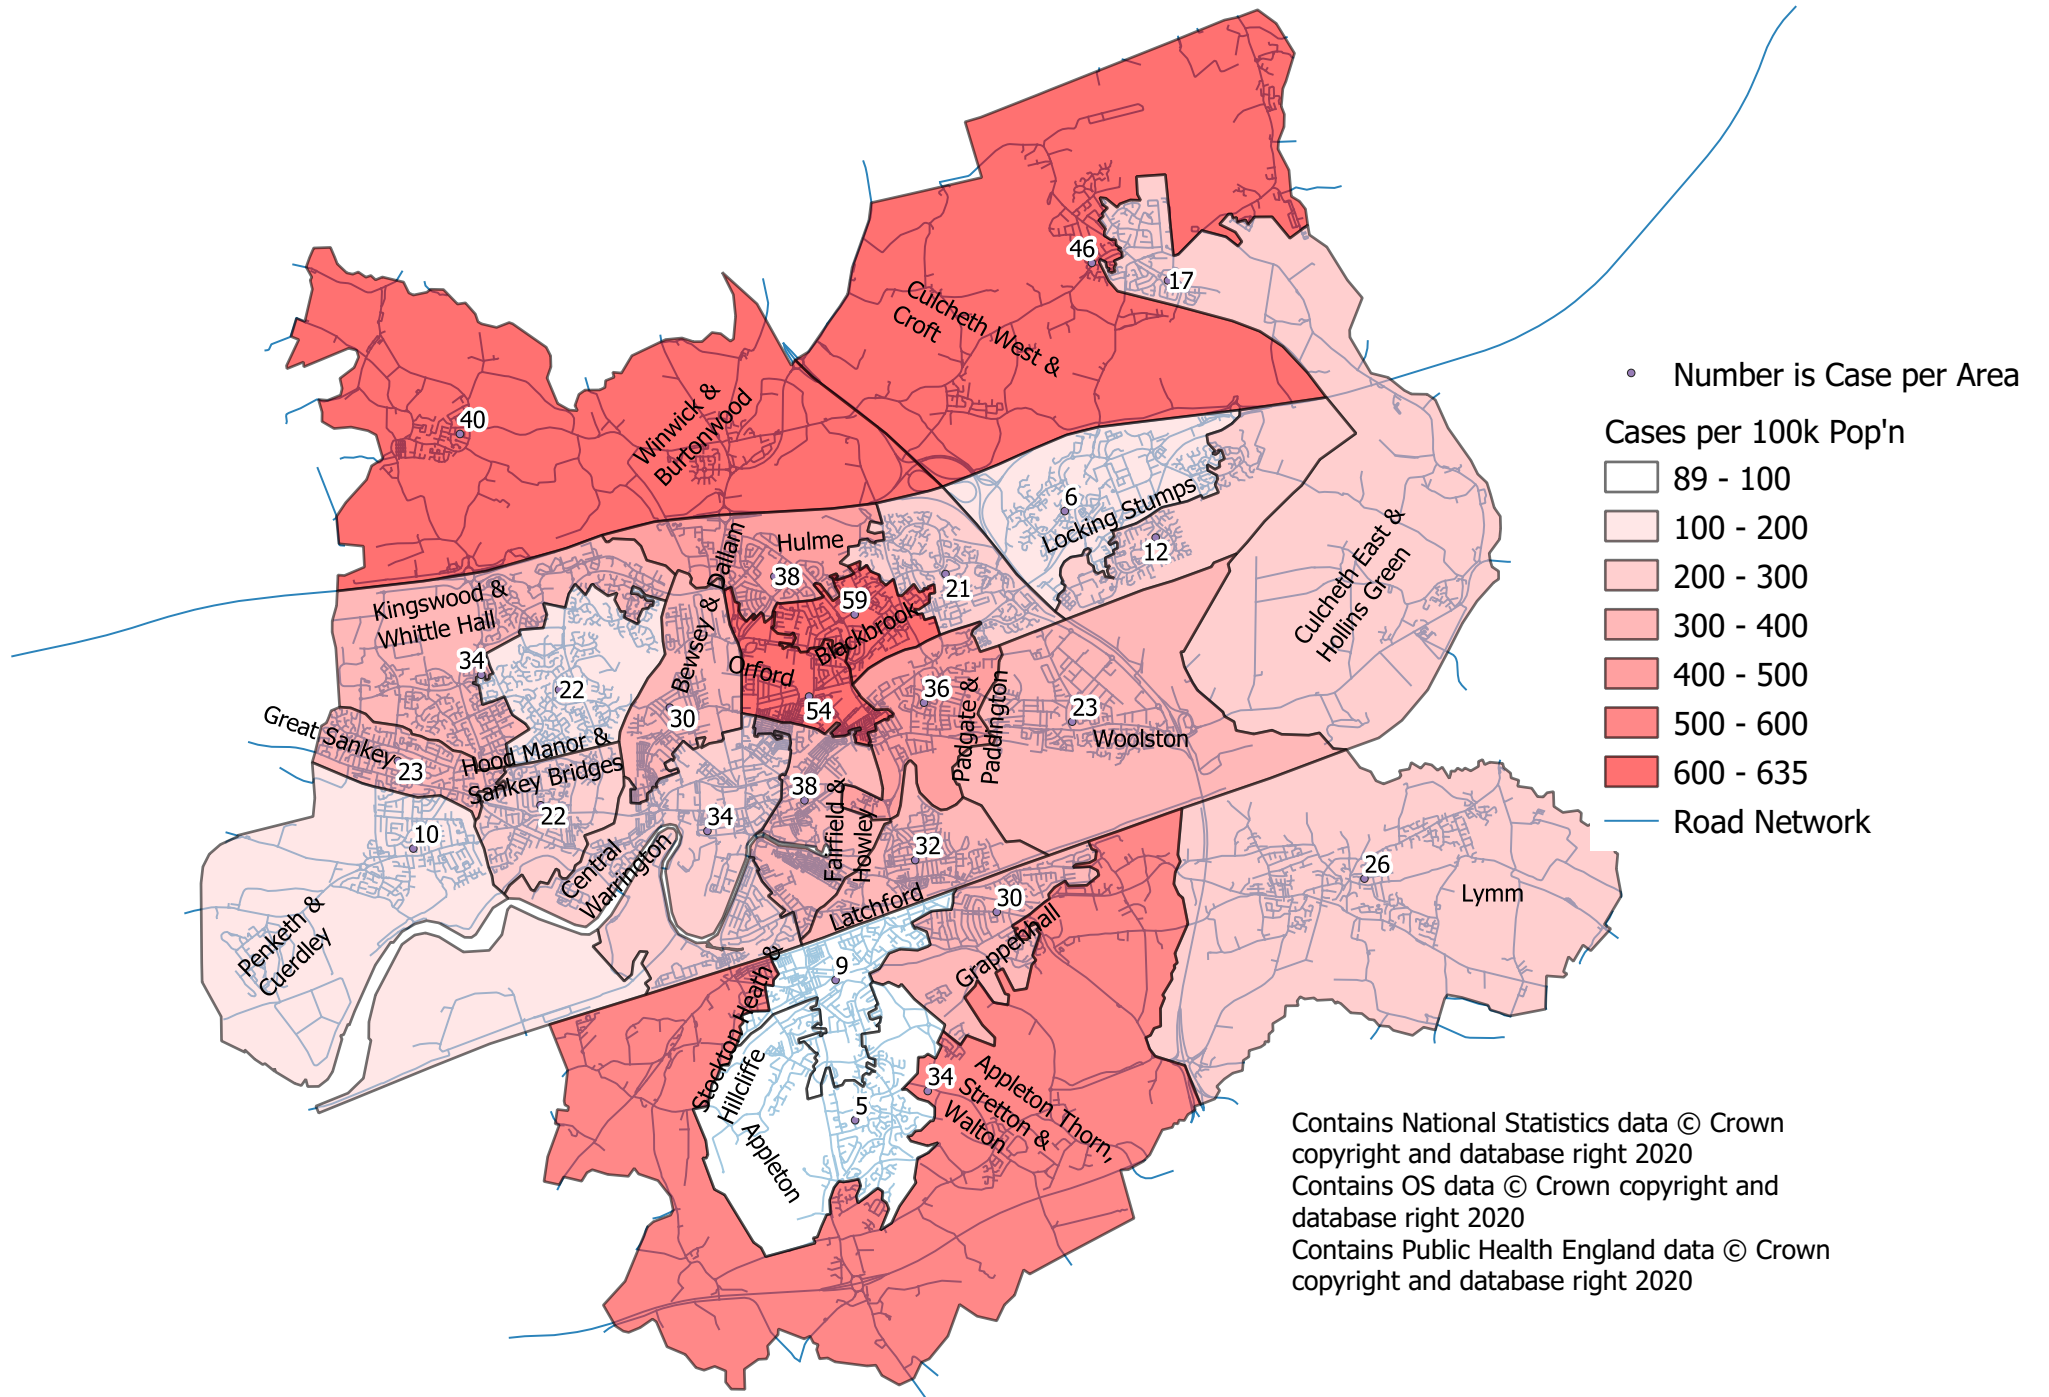 46
17
Culcheth West &
Croft
40
Winwick &
Burtonwood
6
Locking Stumps
12
Culcheth East &
Hollins Green
Hulme
38
21
59
Blackbrook
Bewsey & Dallam
Kingswood &
Whittle Hall
34
22
30
Orford
54
36
Padgate &
Paddington
23
Woolston
Great Sankey
23
Hood Manor &
Sankey Bridges
22
10
38
34
Fairfield &
Howley
32
Central
Warrington
Latchford
30
Grappenhall
26
Lymm
Penketh &
Cuerdley
9
Stockton Heath &
Hillcliffe
5
Appleton
34
Appleton Thorn,
Stretton &
Walton
Number is Case per Area
Cases per 100k Pop'n
89 - 100
100 - 200
200 - 300
300 - 400
400 - 500
500 - 600
600 - 635
Road Network
Contains National Statistics data © Crown
copyright and database right 2020
Contains OS data © Crown copyright and
database right 2020
Contains Public Health England data © Crown
copyright and database right 2020